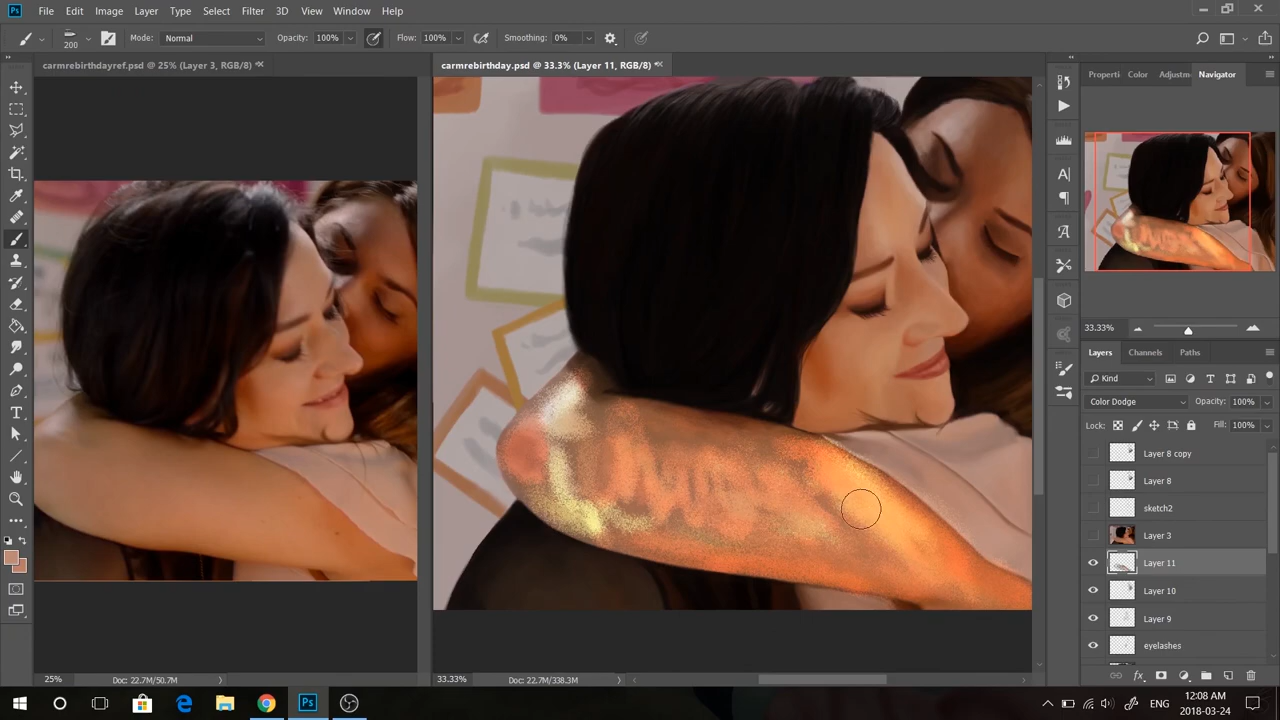 Ps File Edit Image Layer Type Select Filter 3D View Window Help
200 Mode: Normal Opacity: 100% Flow: 100% Smoothing: 0%
carmrebirthdayref.psd @ 25% (Layer 3, RGB/8) carmrebirthday.psd @ 33.3% (Layer 11, RGB/8)
Properti Color Adjustm Navigator
33.33%
Layers Channels Paths
Kind
Color Dodge Opacity: 100%
Lock: Fill: 100%
Layer 8 copy
Layer 8
sketch2
Layer 3
Layer 11
Layer 10
Layer 9
eyelashes
25% Doc: 22.7M/50.7M 33.33% Doc: 22.7M/338.3M
ENG 12:08 AM
2018-03-24